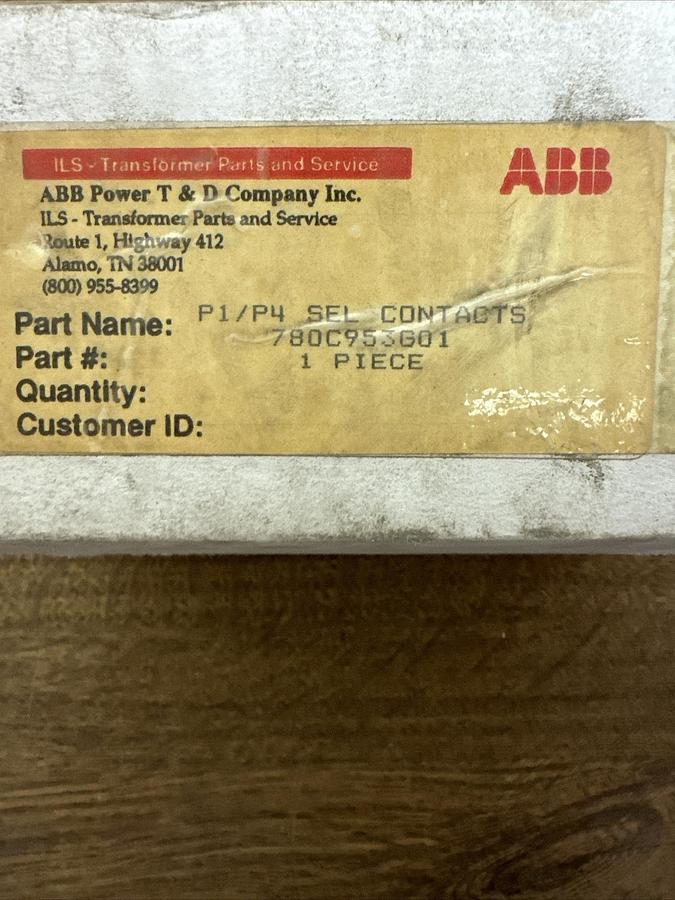 ILS - Transformer Parts and Service
ABB
ABB Power T & D Company Inc.
ILS - Transformer Parts and Service
Route 1, Highway 412
Alamo, TN 38001
(800) 955-8399
Part Name: P1/P4 SEL CONTACTS
Part #: 780C953G01
Quantity: 1 PIECE
Customer ID: